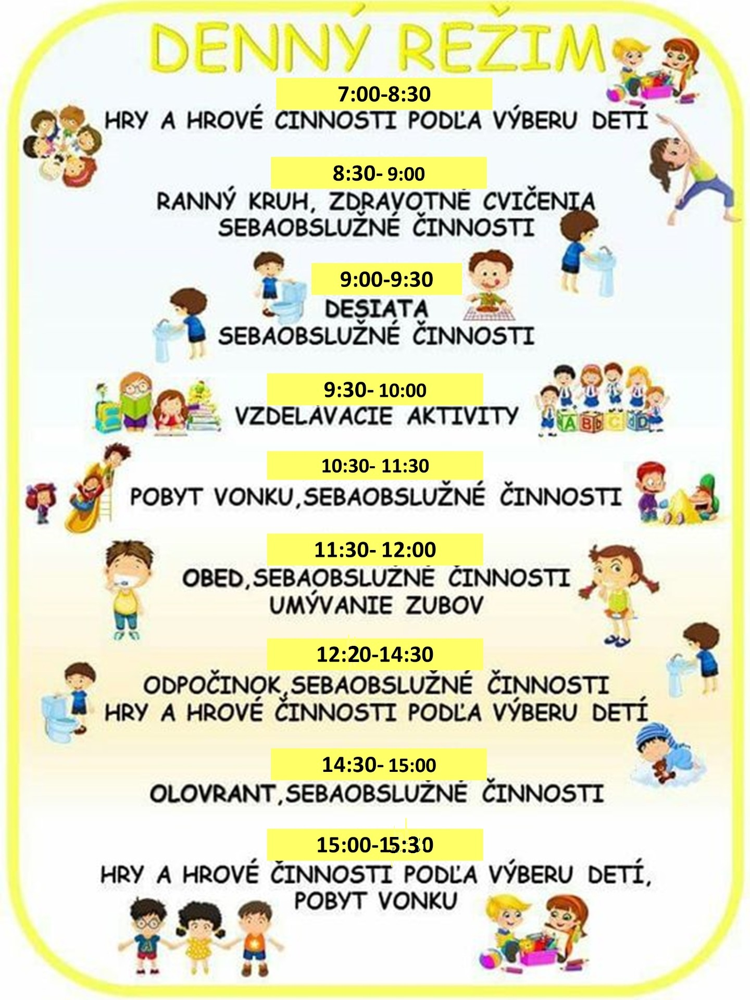 DENNÝ REŽIM
7:00-8:30
HRY A HROVÉ ČINNOSTI PODĽA VÝBERU DETÍ
8:30- 9:00
RANNÝ KRUH, ZDRAVOTNÉ CVIČENIA
SEBAOBSLUŽNÉ ČINNOSTI
9:00-9:30
DESIATA
SEBAOBSLUŽNÉ ČINNOSTI
9:30- 10:00
VZDELÁVACIE AKTIVITY
10:30- 11:30
POBYT VONKU,SEBAOBSLUŽNÉ ČINNOSTI
11:30- 12:00
OBED,SEBAOBSLUŽNÉ ČINNOSTI
UMÝVANIE ZUBOV
12:20-14:30
ODPOČINOK,SEBAOBSLUŽNÉ ČINNOSTI
HRY A HROVÉ ČINNOSTI PODĽA VÝBERU DETÍ
14:30- 15:00
OLOVRANT,SEBAOBSLUŽNÉ ČINNOSTI
15:00-15:30
HRY A HROVÉ ČINNOSTI PODĽA VÝBERU DETÍ,
POBYT VONKU